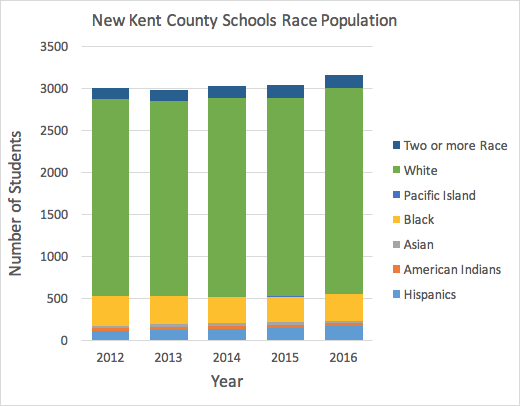 New Kent County Schools Race Population
3500
3000
2500
2000
1500
1000
500
0
Number of Students
2012 2013 2014 2015 2016
Year
Two or more Race
White
Pacific Island
Black
Asian
American Indians
Hispanics